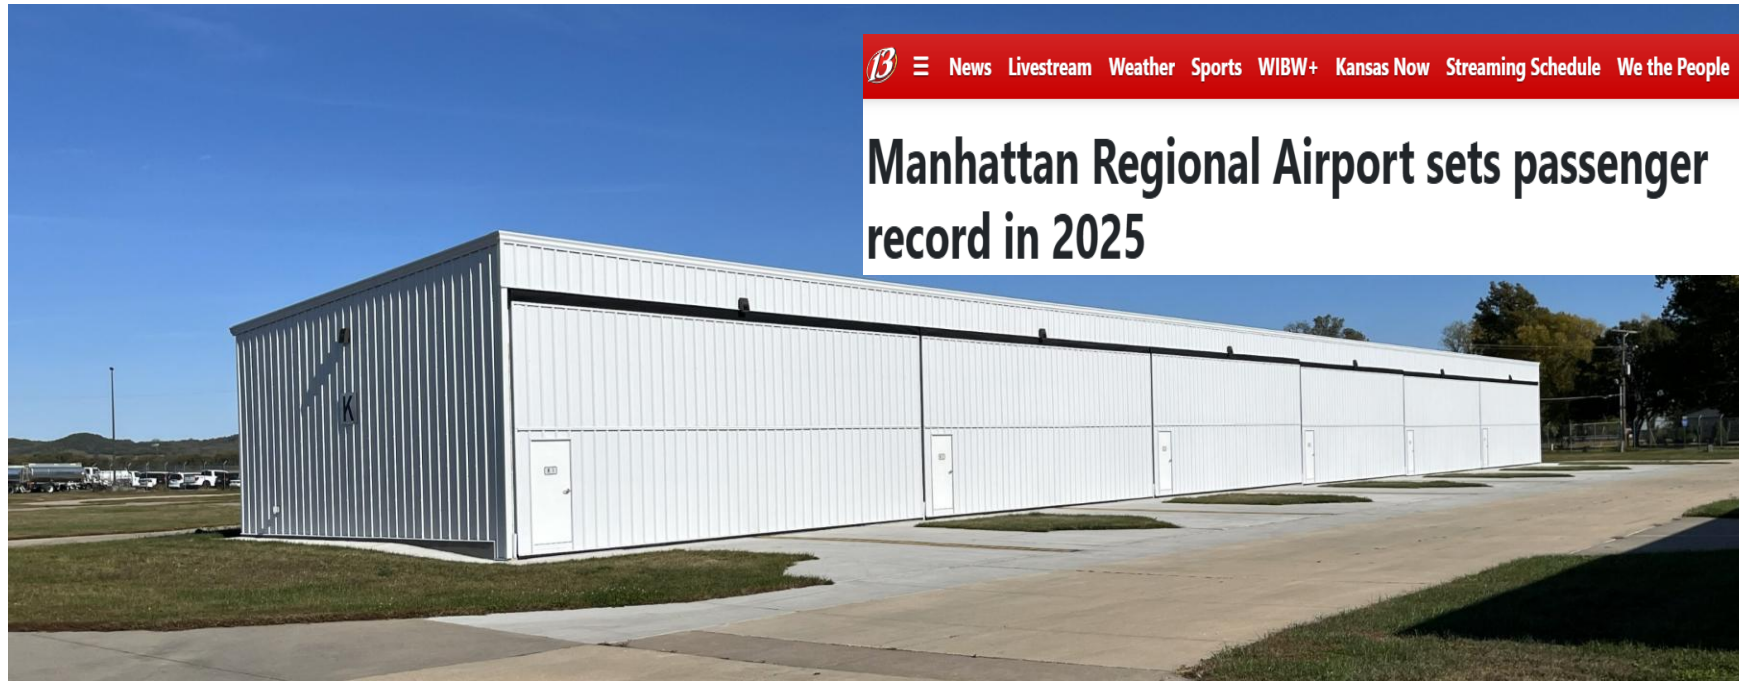 13 News Livestream Weather Sports WIBW+ Kansas Now Streaming Schedule We the People
Manhattan Regional Airport sets passenger
record in 2025
K